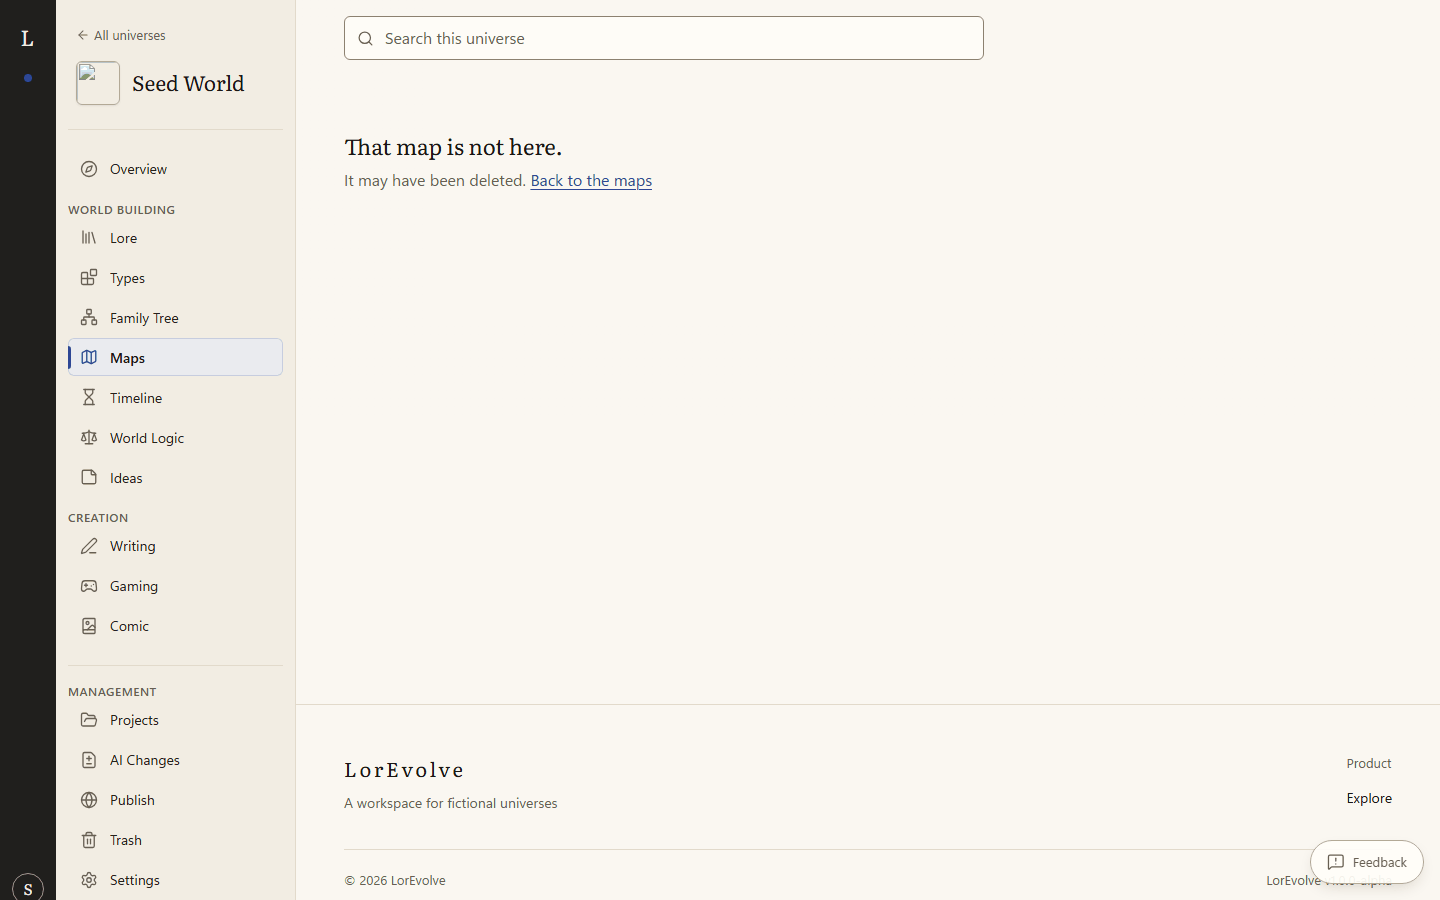 L
All universes
Seed World
Overview
WORLD BUILDING
Lore
Types
Family Tree
Maps
Timeline
World Logic
Ideas
CREATION
Writing
Gaming
Comic
MANAGEMENT
Projects
AI Changes
Publish
Trash
Settings
S
Search this universe
That map is not here.
It may have been deleted. Back to the maps
LorEvolve
A workspace for fictional universes
Product
Explore
© 2026 LorEvolve
LorEvolve
Feedback